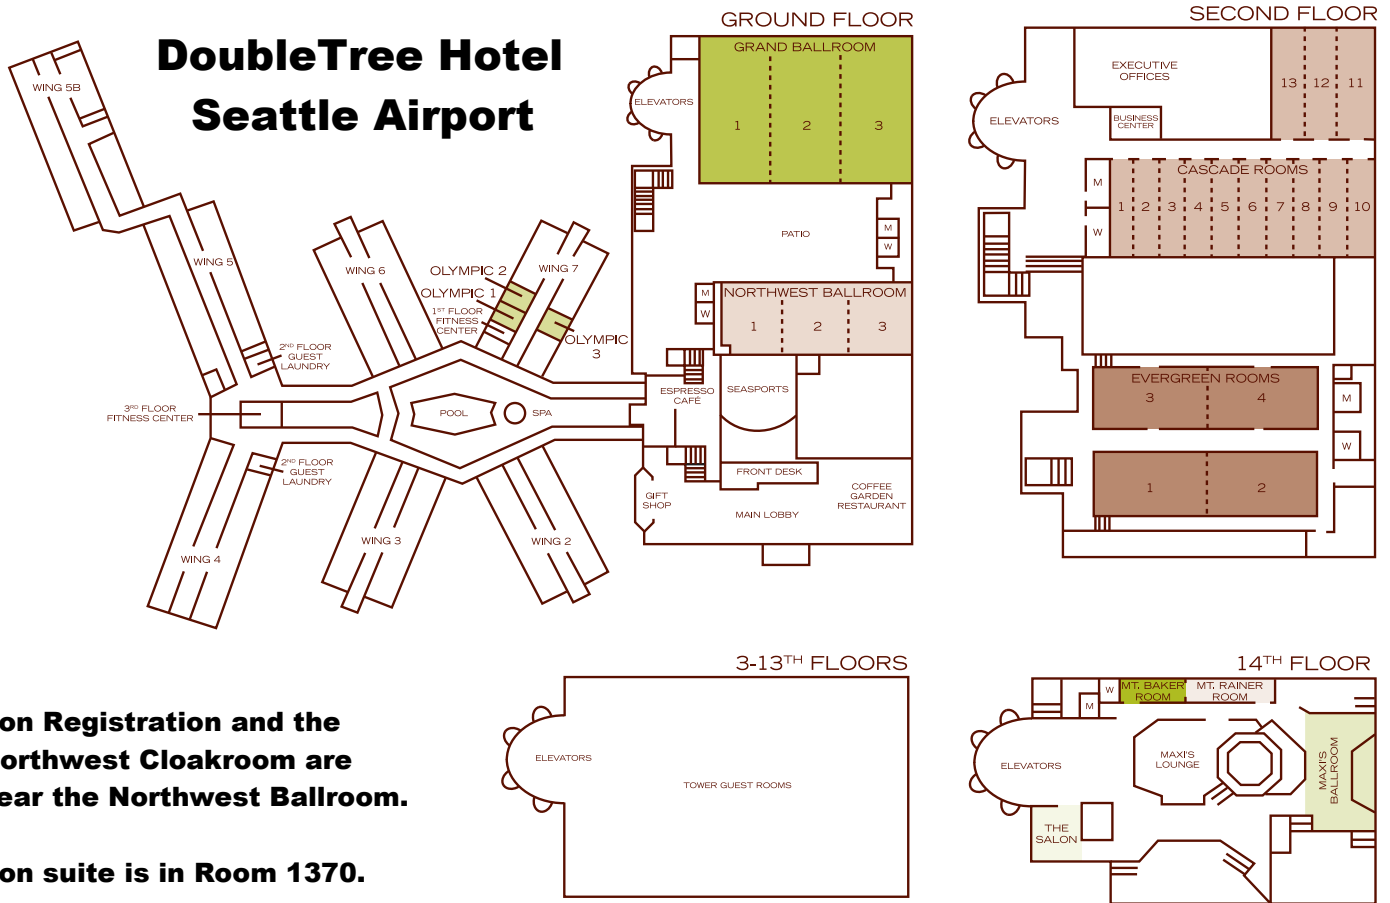 DoubleTree Hotel
Seattle Airport
GROUND FLOOR
GRAND BALLROOM
ELEVATORS
1
2
3
PATIO
M
W
NORTHWEST BALLROOM
M
W
1
2
3
ESPRESSO
CAFÉ
SEASPORTS
FRONT DESK
GIFT
SHOP
MAIN LOBBY
COFFEE
GARDEN
RESTAURANT
WING 5B
WING 5
WING 6
WING 7
OLYMPIC 2
OLYMPIC 1
1ST FLOOR
FITNESS
CENTER
OLYMPIC
3
2ND FLOOR
GUEST
LAUNDRY
3RD FLOOR
FITNESS CENTER
POOL
SPA
2ND FLOOR
GUEST
LAUNDRY
WING 4
WING 3
WING 2
SECOND FLOOR
EXECUTIVE
OFFICES
13
12
11
BUSINESS
CENTER
ELEVATORS
CASCADE ROOMS
M
W
1
2
3
4
5
6
7
8
9
10
EVERGREEN ROOMS
3
4
M
W
1
2
3-13TH FLOORS
ELEVATORS
TOWER GUEST ROOMS
14TH FLOOR
W
M
MT. BAKER
ROOM
MT. RAINER
ROOM
ELEVATORS
MAXI'S
LOUNGE
MAXI'S
BALLROOM
THE
SALON
on Registration and the
orthwest Cloakroom are
ear the Northwest Ballroom.
on suite is in Room 1370.